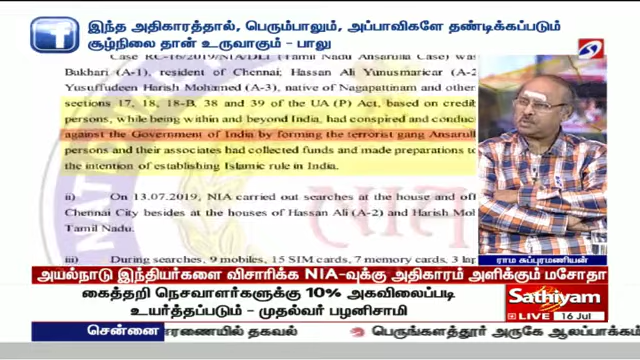 இந்த அதிகாரத்தால், பெரும்பாலும், அப்பாவிகளே தண்டிக்கப்படும்
சூழ்நிலை தான் உருவாகும் - பாலு
Case RC-16/2019/NIA/DLI (Tamil Nadu Ansarulla Case) was
Bukhari (A-1), resident of Chennai; Hassan Ali Yunusmaricar (A-2
Yusuffudeen Harish Mohamed (A-3), native of Nagapattinam and other
sections 17, 18, 18-B, 38 and 39 of the UA (P) Act, based on credib
persons, while being within and beyond India, had conspired and conduc
against the Government of India by forming the terrorist gang Ansarull
persons and their associates had collected funds and made preparations to
the intention of establishing Islamic rule in India.
ii) On 13.07.2019, NIA carried out searches at the house and off
Chennai City besides at the houses of Hassan Ali (A-2) and Harish Mol
Tamil Nadu.
iii) During searches, 9 mobiles, 15 SIM cards, 7 memory cards, 3 lap
ராம சுப்புரமணியன்
அயல்நாடு இந்தியர்களை விசாரிக்க NIA-வுக்கு அதிகாரம் அளிக்கும் மசோதா
கைத்தறி நெசவாளர்களுக்கு 10% அகவிலைப்படி
உயர்த்தப்படும் - முதல்வர் பழனிசாமி
Sathiyam
LIVE 16 Jul
சென்னை
ரணையில் தகவல்
பெருங்களத்தூர் அருகே ஆலப்பாக்கம்